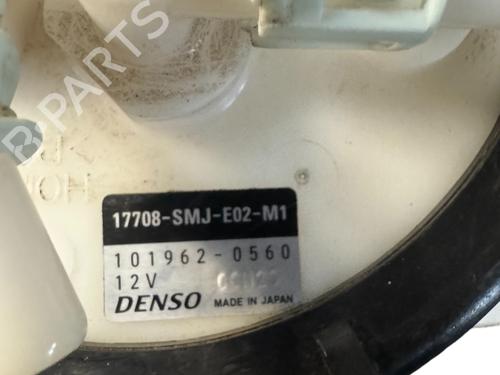 B-PARTS
17708-SMJ-E02-M1
101962-0560
12V
DENSO MADE IN JAPAN